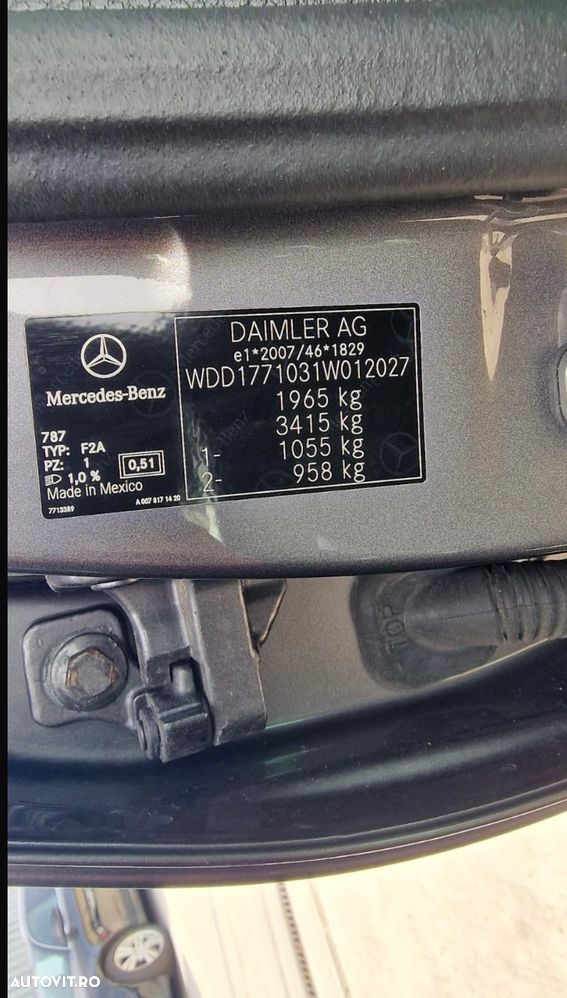 DAIMLER AG
e1*2007/46*1829
WDD1771031W012027
1965 kg
3415 kg
1- 1055 kg
2- 958 kg
Mercedes-Benz
787
TYP: F2A
PZ: 1
1,0 %
0,51
Made in Mexico
7713389
A 007 817 14 20
TOP
AUTOVIT.RO